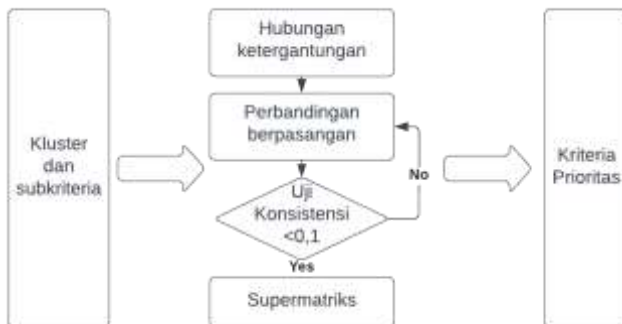 Kluster
dan
subkriteria
Hubungan
ketergantungan
Perbandingan
berpasangan
Uji
Konsistensi
<0,1
No
Yes
Supermatriks
Kriteria
Prioritas